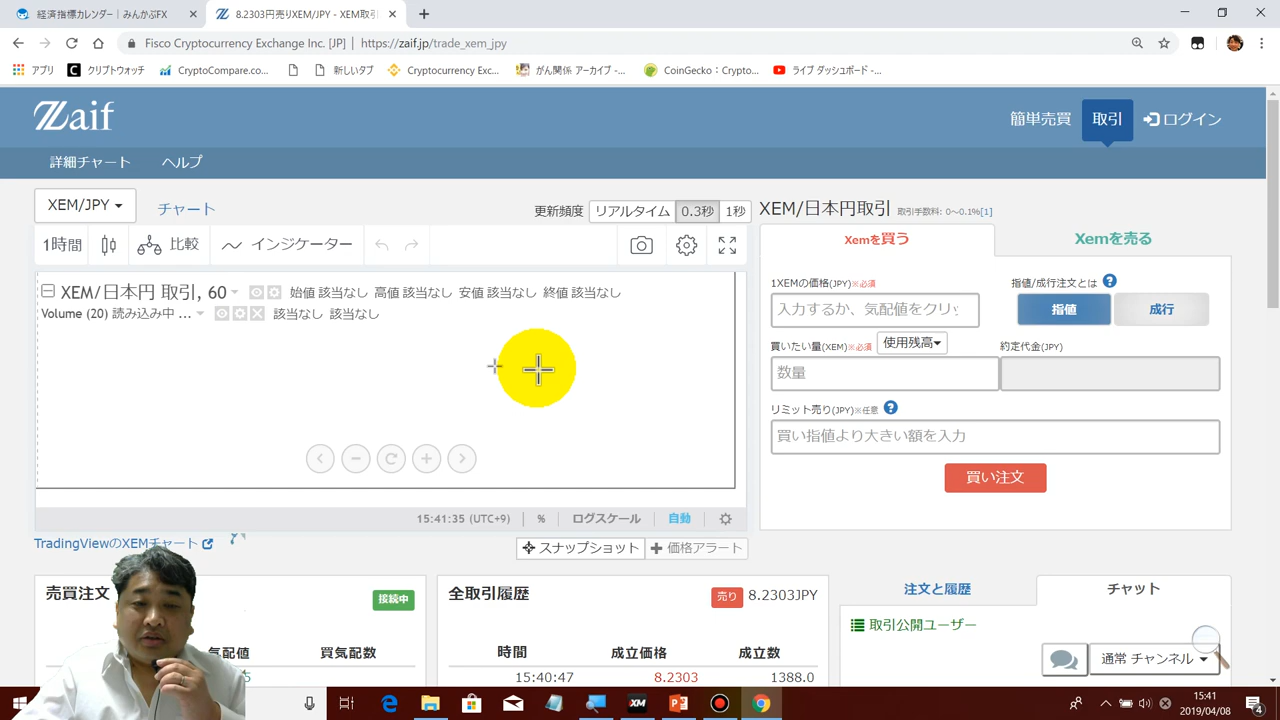 経済指標カレンダー | みんかぶFX
8.2303円売りXEM/JPY - XEM取引
Fisco Cryptocurrency Exchange Inc. [JP] | https://zaif.jp/trade_xem_jpy
アプリ クリプトウォッチ CryptoCompare.co... 新しいタブ Cryptocurrency Exc... がん関係 アーカイブ -... CoinGecko：Crypto... ライブ ダッシュボード -...
Zaif
簡単売買 取引 ログイン
詳細チャート ヘルプ
XEM/JPY チャート
更新頻度 リアルタイム 0.3秒 1秒
1時間 比較 インジケーター
XEM/日本円 取引, 60 始値 該当なし 高値 該当なし 安値 該当なし 終値 該当なし
Volume (20) 読み込み中 ... 該当なし 該当なし
15:41:35 (UTC+9) % ログスケール 自動
TradingViewのXEMチャート
スナップショット 価格アラート
XEM/日本円取引 取引手数料: 0～0.1%[1]
Xemを買う Xemを売る
1XEMの価格(JPY)※必須 指値/成行注文とは ?
入力するか、気配値をクリッ
指値 成行
買いたい量(XEM)※必須 使用残高 約定代金(JPY)
数量
リミット売り(JPY)※任意 ?
買い指値より大きい額を入力
買い注文
売買注文 接続中
気配値 買気配数
全取引履歴 売り 8.2303JPY
時間 成立価格 成立数
15:40:47 8.2303 1388.0
注文と履歴 チャット
取引公開ユーザー
通常 チャンネル
XM
15:41
2019/04/08
4